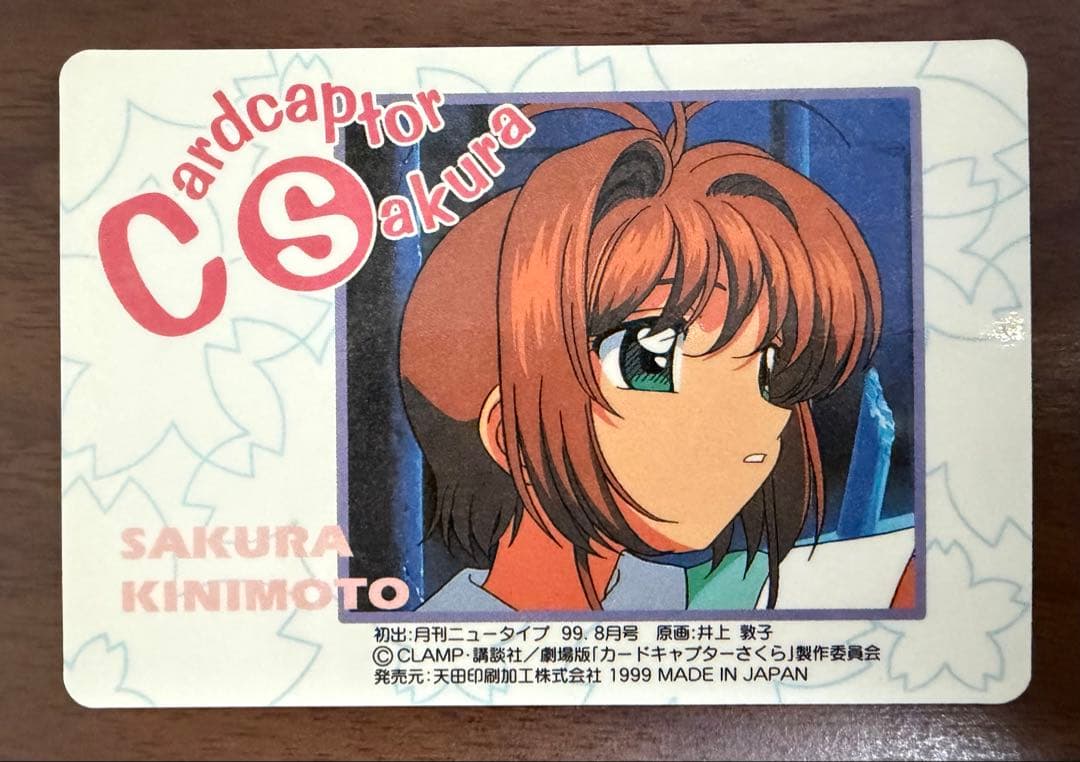 Cardcaptor
Sakura
SAKURA
KINIMOTO
初出:月刊ニュータイプ 99.8月号 原画:井上 敦子
©CLAMP・講談社／劇場版「カードキャプターさくら」製作委員会
発売元:天田印刷加工株式会社 1999 MADE IN JAPAN